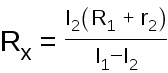 Rₓ = I₂(R₁ + r₂) / I₁–I₂